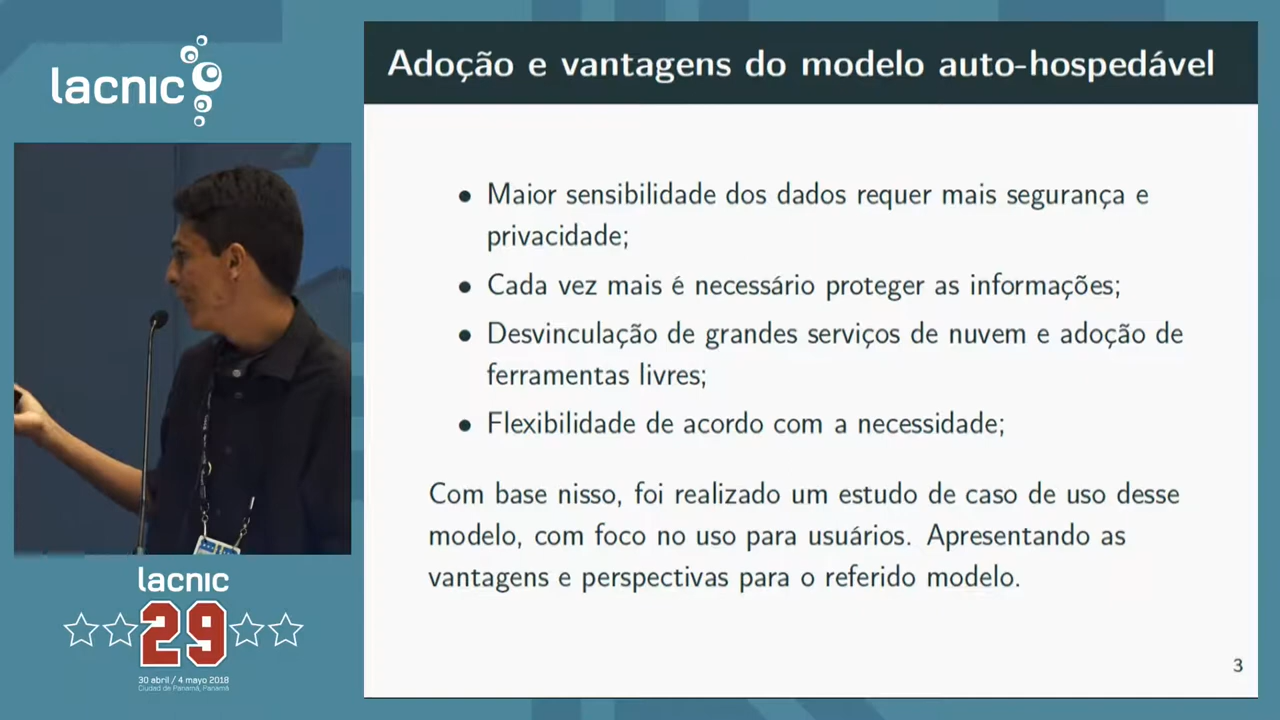 lacnic
Adoção e vantagens do modelo auto-hospedável
• Maior sensibilidade dos dados requer mais segurança e
privacidade;
• Cada vez mais é necessário proteger as informações;
• Desvinculação de grandes serviços de nuvem e adoção de
ferramentas livres;
• Flexibilidade de acordo com a necessidade;
Com base nisso, foi realizado um estudo de caso de uso desse
modelo, com foco no uso para usuários. Apresentando as
vantagens e perspectivas para o referido modelo.
3
lacnic
29
30 abril / 4 mayo 2018
Ciudad de Panamá, Panamá